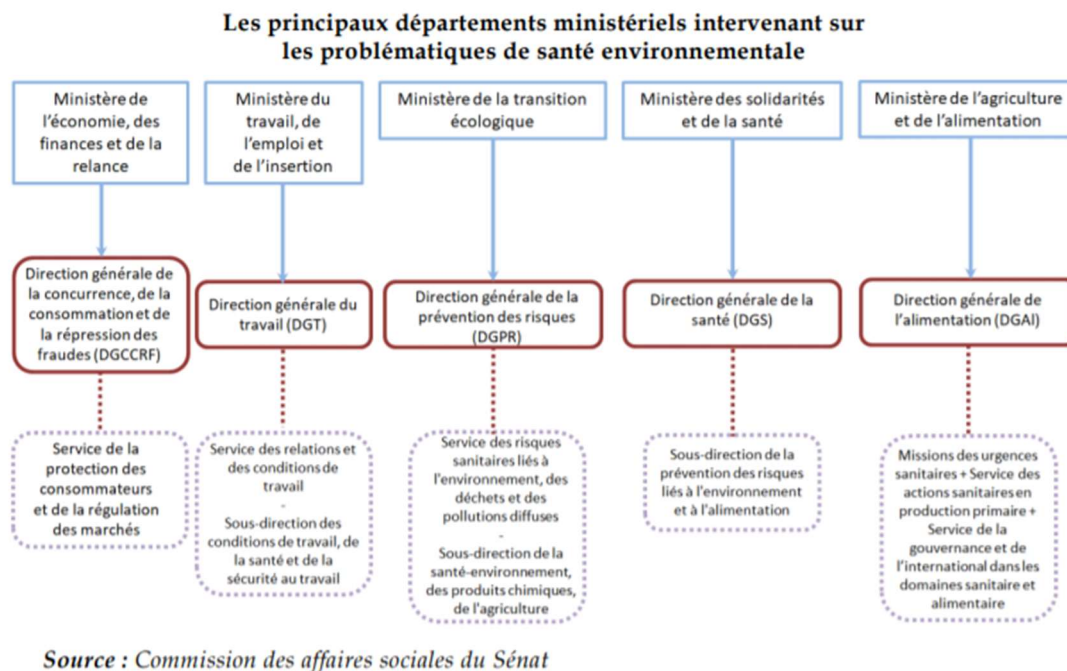 Les principaux départements ministériels intervenant sur
les problématiques de santé environnementale
Ministère de
l'économie, des
finances et de la
relance
Ministère du
travail, de
l'emploi et
de l'insertion
Ministère de la transition
écologique
Ministère des solidarités
et de la santé
Ministère de l'agriculture
et de l'alimentation
Direction générale de
la concurrence, de la
consommation et de
la répression des
fraudes (DGCCRF)
Direction générale du
travail (DGT)
Direction générale de la
prévention des risques
(DGPR)
Direction générale de la
santé (DGS)
Direction générale de
l'alimentation (DGAl)
Service de la
protection des
consommateurs
et de la régulation
des marchés
Service des relations et
des conditions de
travail
-
Sous-direction des
conditions de travail, de
la santé et de la
sécurité au travail
Service des risques
sanitaires liés à
l'environnement, des
déchets et des
pollutions diffuses
-
Sous-direction de la
santé-environnement,
des produits chimiques,
de l'agriculture
Sous-direction de la
prévention des risques
liés à l'environnement
et à l'alimentation
Missions des urgences
sanitaires + Service des
actions sanitaires en
production primaire +
Service de la
gouvernance et de
l'international dans les
domaines sanitaire et
alimentaire
Source : Commission des affaires sociales du Sénat